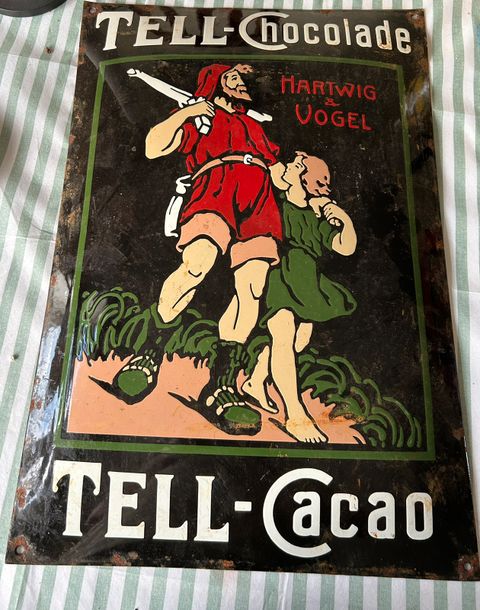 TELL-Chocolade
HARTWIG
&
VOGEL
TELL-Cacao